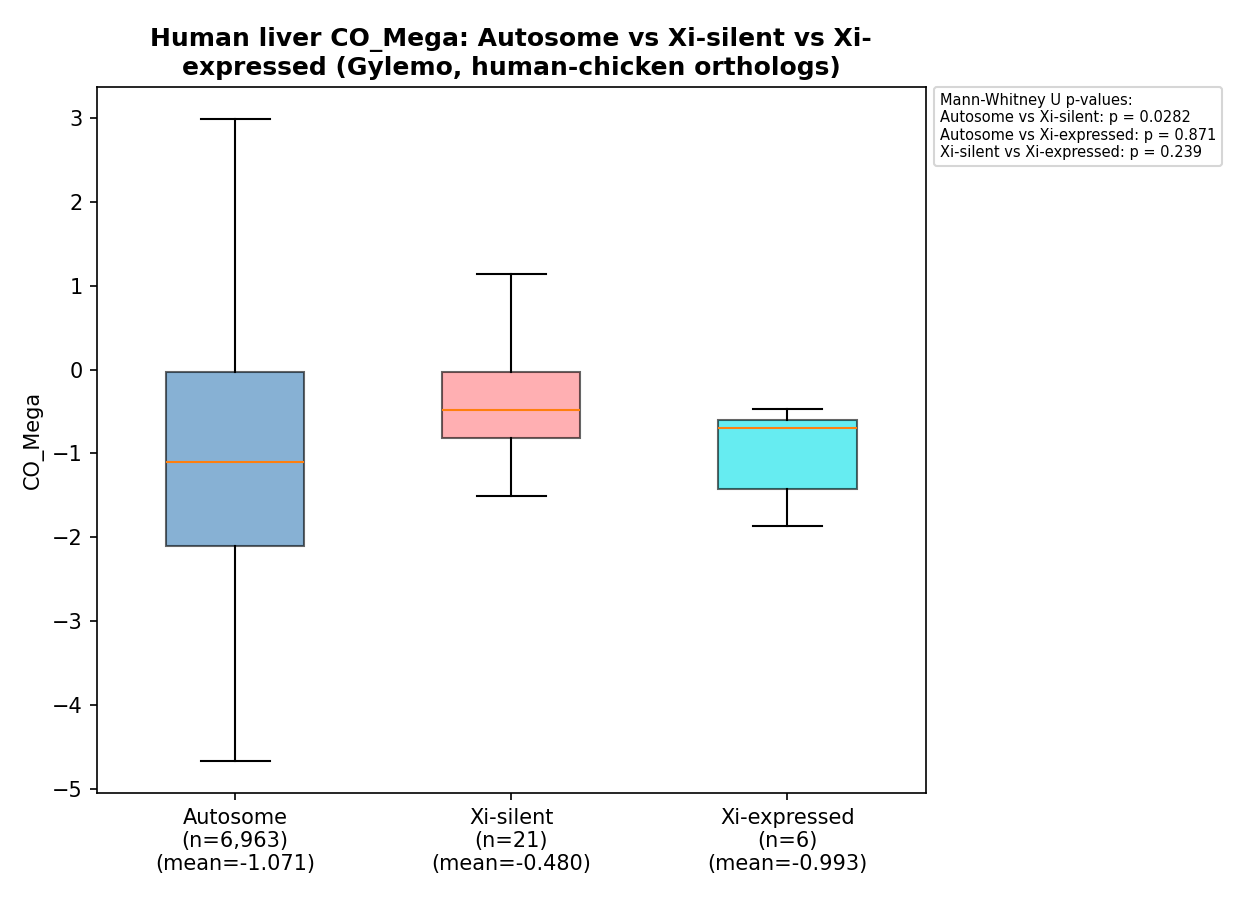 Human liver CO_Mega: Autosome vs Xi-silent vs Xi-
expressed (Gylemo, human-chicken orthologs)
Mann-Whitney U p-values:
Autosome vs Xi-silent: p = 0.0282
Autosome vs Xi-expressed: p = 0.871
Xi-silent vs Xi-expressed: p = 0.239
CO_Mega
3
2
1
0
−1
−2
−3
−4
−5
Autosome
(n=6,963)
(mean=-1.071)
Xi-silent
(n=21)
(mean=-0.480)
Xi-expressed
(n=6)
(mean=-0.993)